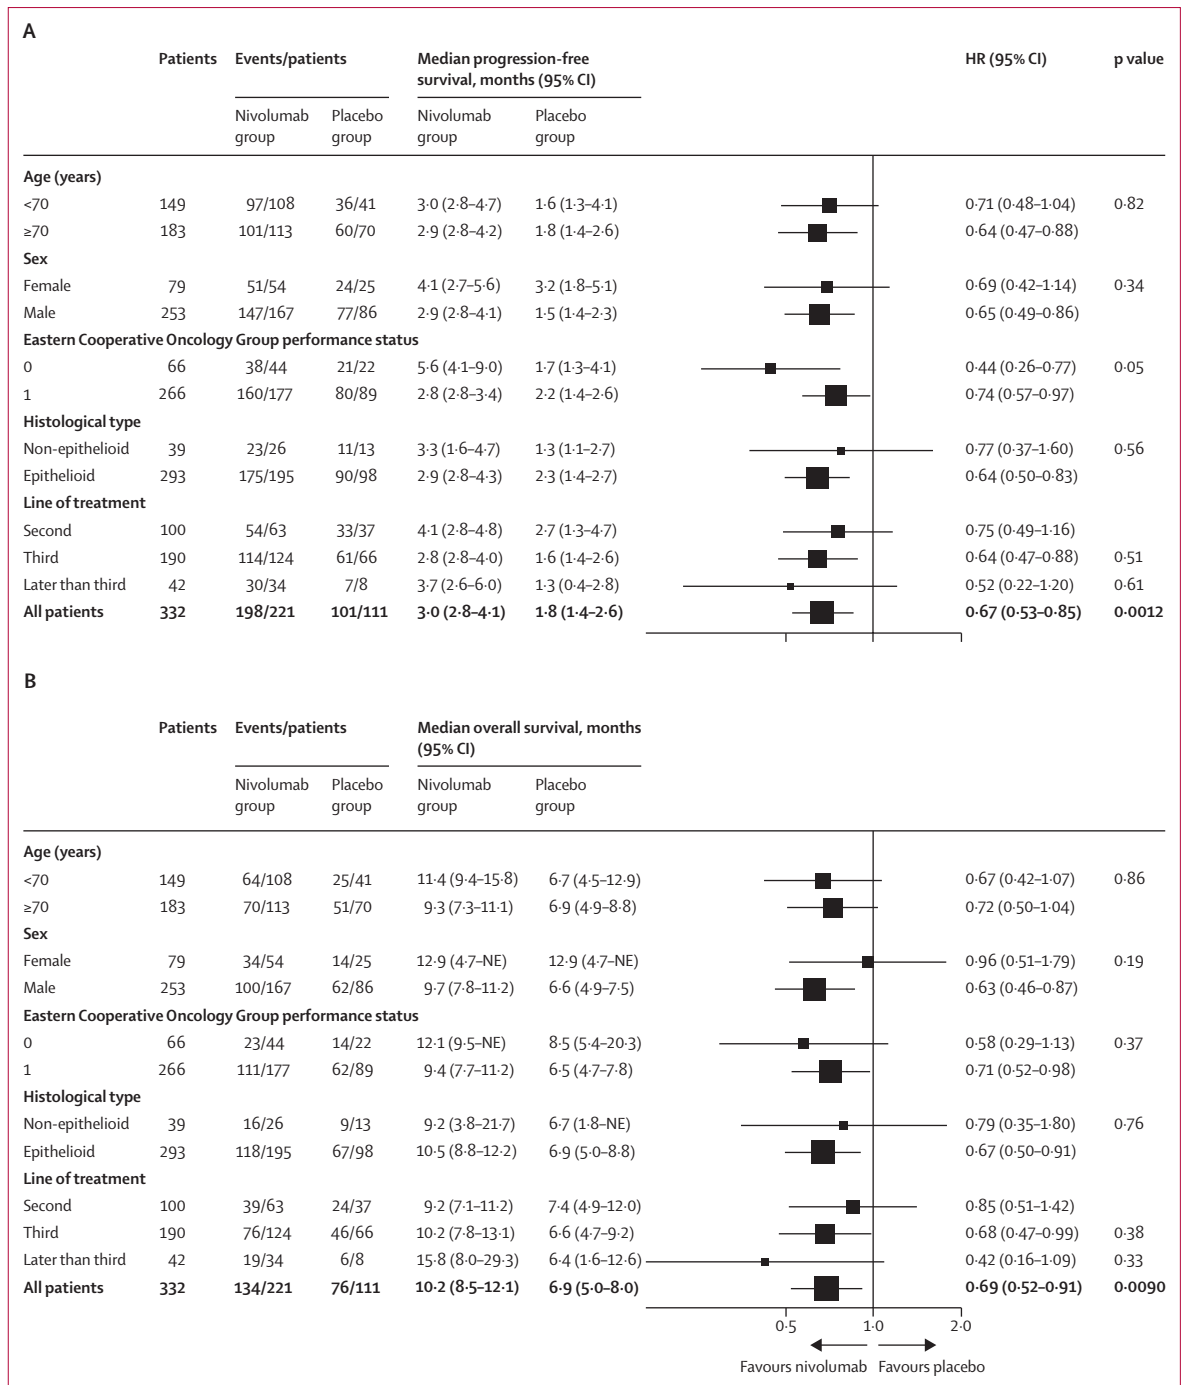 A
Patients Events/patients Median progression-free survival, months (95% CI) HR (95% CI) p value
Nivolumab group Placebo group Nivolumab group Placebo group
Age (years)
<70 149 97/108 36/41 3·0 (2·8–4·7) 1·6 (1·3–4·1) 0·71 (0·48–1·04) 0·82
≥70 183 101/113 60/70 2·9 (2·8–4·2) 1·8 (1·4–2·6) 0·64 (0·47–0·88)
Sex
Female 79 51/54 24/25 4·1 (2·7–5·6) 3·2 (1·8–5·1) 0·69 (0·42–1·14) 0·34
Male 253 147/167 77/86 2·9 (2·8–4·1) 1·5 (1·4–2·3) 0·65 (0·49–0·86)
Eastern Cooperative Oncology Group performance status
0 66 38/44 21/22 5·6 (4·1–9·0) 1·7 (1·3–4·1) 0·44 (0·26–0·77) 0·05
1 266 160/177 80/89 2·8 (2·8–3·4) 2·2 (1·4–2·6) 0·74 (0·57–0·97)
Histological type
Non-epithelioid 39 23/26 11/13 3·3 (1·6–4·7) 1·3 (1·1–2·7) 0·77 (0·37–1·60) 0·56
Epithelioid 293 175/195 90/98 2·9 (2·8–4·3) 2·3 (1·4–2·7) 0·64 (0·50–0·83)
Line of treatment
Second 100 54/63 33/37 4·1 (2·8–4·8) 2·7 (1·3–4·7) 0·75 (0·49–1·16)
Third 190 114/124 61/66 2·8 (2·8–4·0) 1·6 (1·4–2·6) 0·64 (0·47–0·88) 0·51
Later than third 42 30/34 7/8 3·7 (2·6–6·0) 1·3 (0·4–2·8) 0·52 (0·22–1·20) 0·61
All patients 332 198/221 101/111 3·0 (2·8–4·1) 1·8 (1·4–2·6) 0·67 (0·53–0·85) 0·0012
B
Patients Events/patients Median overall survival, months (95% CI)
Nivolumab group Placebo group Nivolumab group Placebo group
Age (years)
<70 149 64/108 25/41 11·4 (9·4–15·8) 6·7 (4·5–12·9) 0·67 (0·42–1·07) 0·86
≥70 183 70/113 51/70 9·3 (7·3–11·1) 6·9 (4·9–8·8) 0·72 (0·50–1·04)
Sex
Female 79 34/54 14/25 12·9 (4·7–NE) 12·9 (4·7–NE) 0·96 (0·51–1·79) 0·19
Male 253 100/167 62/86 9·7 (7·8–11·2) 6·6 (4·9–7·5) 0·63 (0·46–0·87)
Eastern Cooperative Oncology Group performance status
0 66 23/44 14/22 12·1 (9·5–NE) 8·5 (5·4–20·3) 0·58 (0·29–1·13) 0·37
1 266 111/177 62/89 9·4 (7·7–11·2) 6·5 (4·7–7·8) 0·71 (0·52–0·98)
Histological type
Non-epithelioid 39 16/26 9/13 9·2 (3·8–21·7) 6·7 (1·8–NE) 0·79 (0·35–1·80) 0·76
Epithelioid 293 118/195 67/98 10·5 (8·8–12·2) 6·9 (5·0–8·8) 0·67 (0·50–0·91)
Line of treatment
Second 100 39/63 24/37 9·2 (7·1–11·2) 7·4 (4·9–12·0) 0·85 (0·51–1·42)
Third 190 76/124 46/66 10·2 (7·8–13·1) 6·6 (4·7–9·2) 0·68 (0·47–0·99) 0·38
Later than third 42 19/34 6/8 15·8 (8·0–29·3) 6·4 (1·6–12·6) 0·42 (0·16–1·09) 0·33
All patients 332 134/221 76/111 10·2 (8·5–12·1) 6·9 (5·0–8·0) 0·69 (0·52–0·91) 0·0090
0·5 1·0 2·0
Favours nivolumab Favours placebo